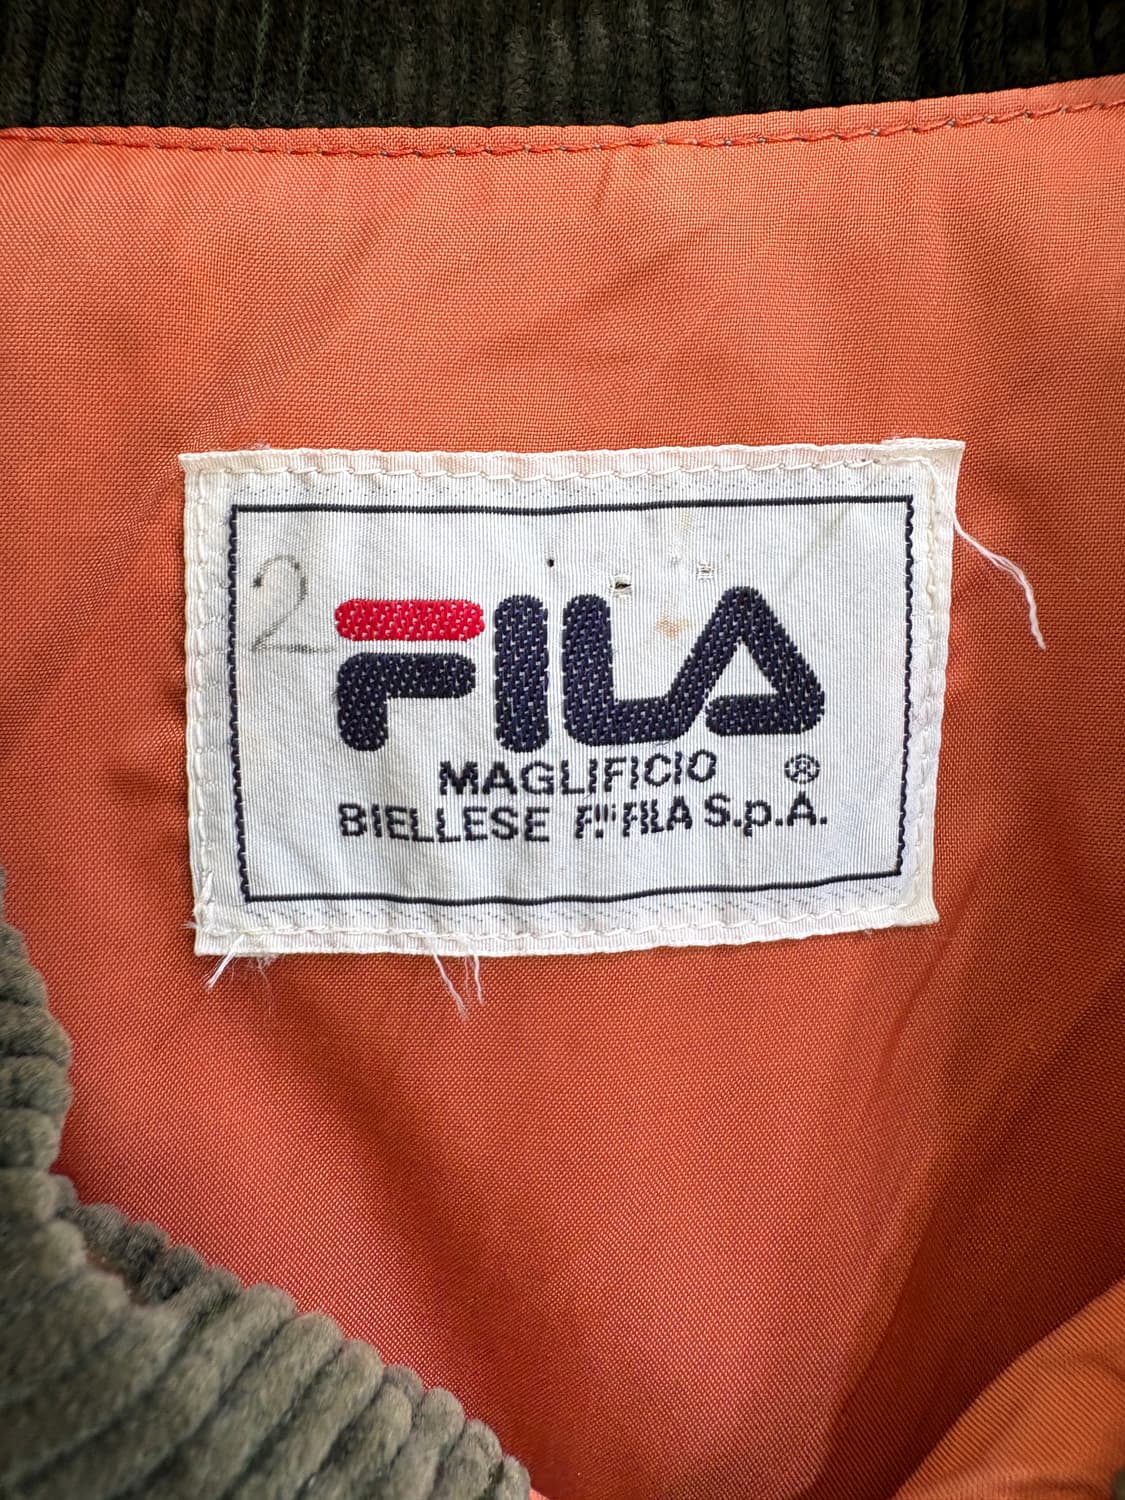 2
FILA
MAGLIFICIO ®
BIELLESE F.lli FILA S.p.A.